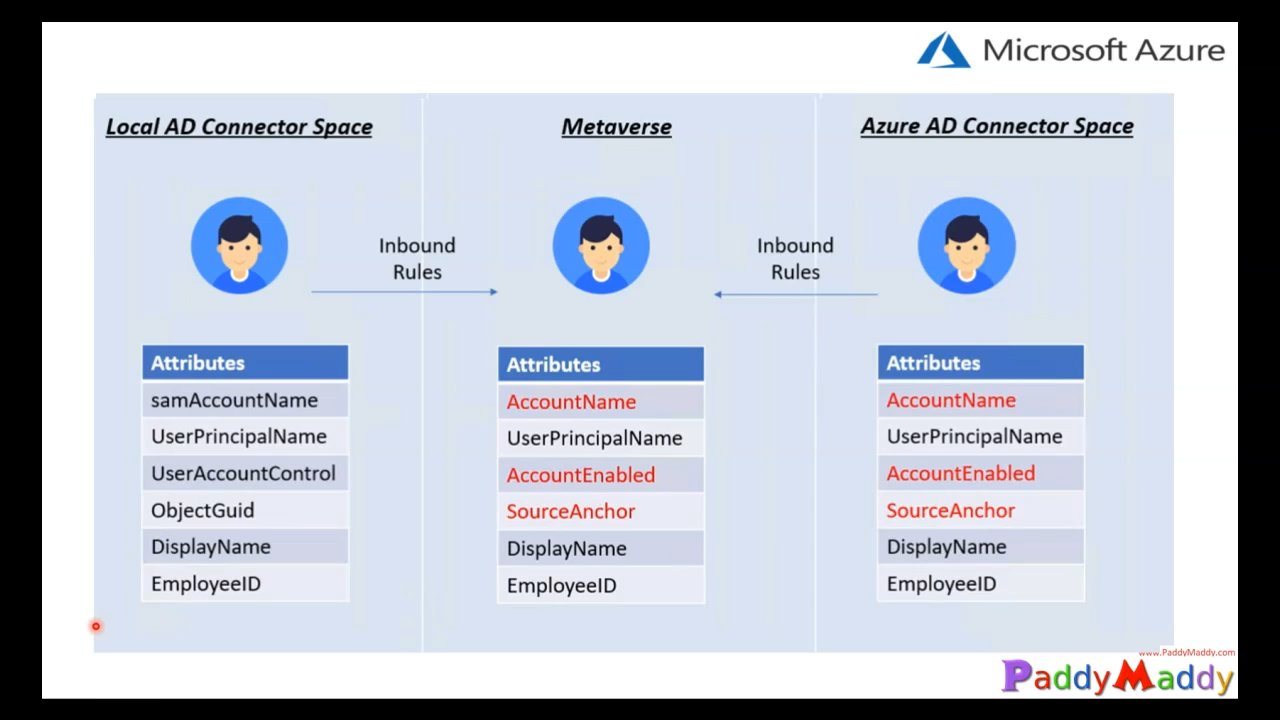 Microsoft Azure
Local AD Connector Space
Metaverse
Azure AD Connector Space
Inbound
Rules
Inbound
Rules
Attributes
samAccountName
UserPrincipalName
UserAccountControl
ObjectGuid
DisplayName
EmployeeID
Attributes
AccountName
UserPrincipalName
AccountEnabled
SourceAnchor
DisplayName
EmployeeID
Attributes
AccountName
UserPrincipalName
AccountEnabled
SourceAnchor
DisplayName
EmployeeID
www.PaddyMaddy.com
PaddyMaddy